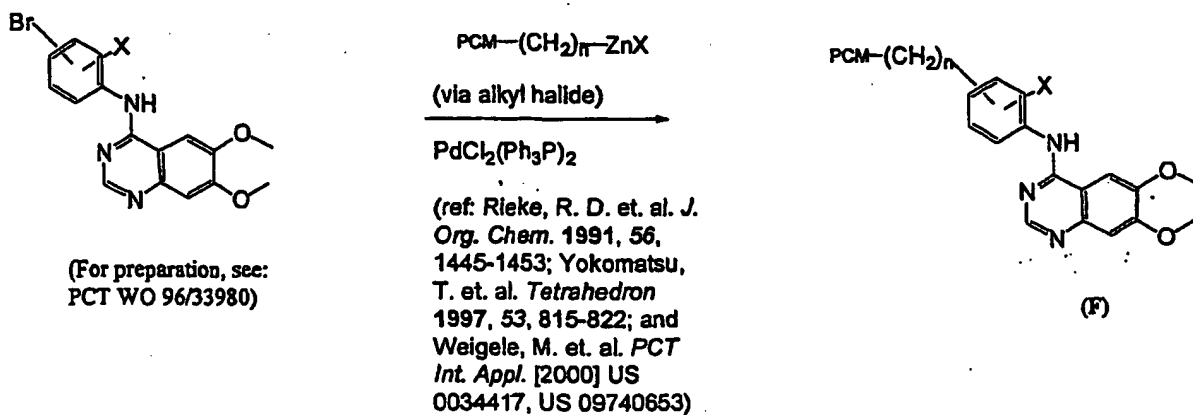 Br
X
NH
N
N
O
O
(For preparation, see:
PCT WO 96/33980)
PCM—(CH2)n—ZnX
(via alkyl halide)
PdCl2(Ph3P)2
(ref: Rieke, R. D. et. al. J.
Org. Chem. 1991, 56,
1445-1453; Yokomatsu,
T. et. al. Tetrahedron
1997, 53, 815-822; and
Weigele, M. et. al. PCT
Int. Appl. [2000] US
0034417, US 09740653)
PCM—(CH2)n
X
NH
N
N
O
O
(F)